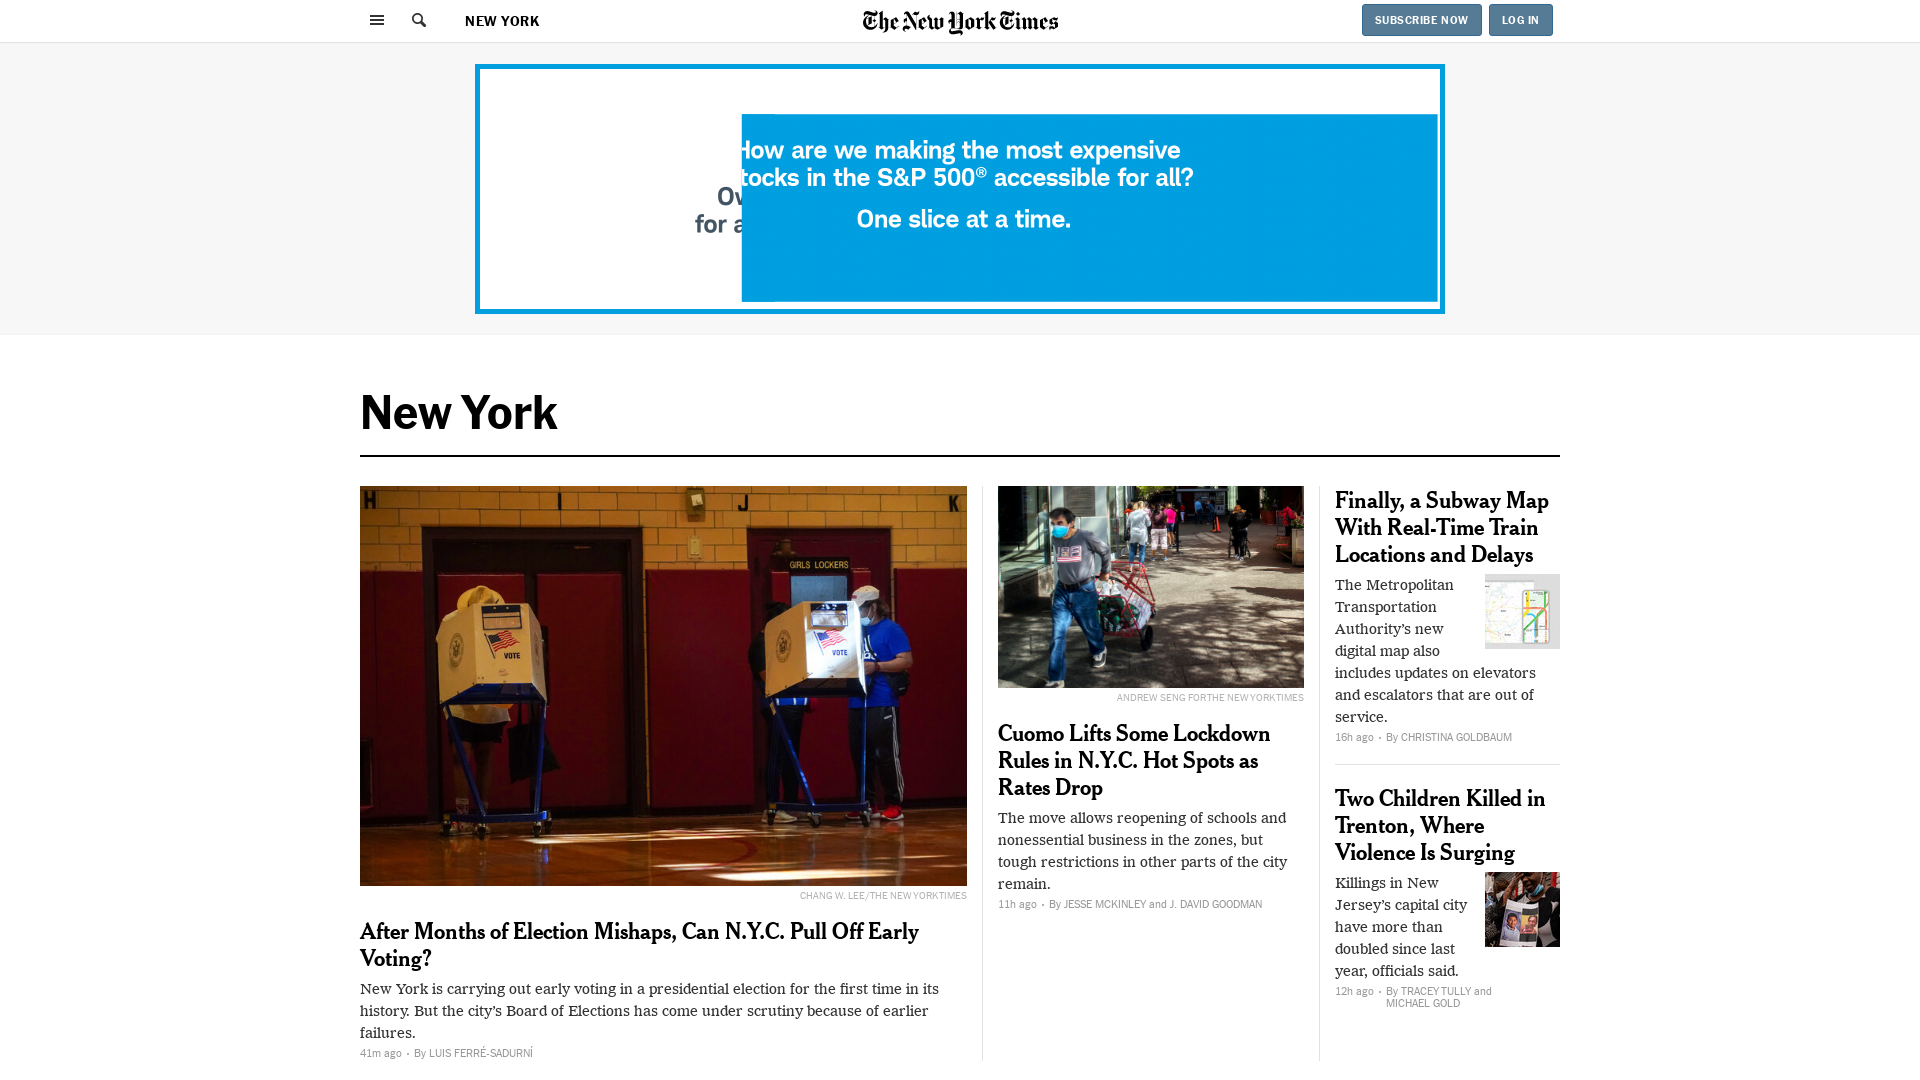 NEW YORK
The New York Times
SUBSCRIBE NOW
LOG IN
How are we making the most expensive
in the S&P 500® accessible for all?
One slice at a time.
for
New York
H I J K
GIRLS LOCKERS
VOTE
VOTE
CHANG W. LEE/THE NEW YORK TIMES
After Months of Election Mishaps, Can N.Y.C. Pull Off Early
Voting?
New York is carrying out early voting in a presidential election for the first time in its
history. But the city’s Board of Elections has come under scrutiny because of earlier
failures.
41m ago · By LUIS FERRÉ-SADURNÍ
ANDREW SENG FOR THE NEW YORK TIMES
Cuomo Lifts Some Lockdown
Rules in N.Y.C. Hot Spots as
Rates Drop
The move allows reopening of schools and
nonessential business in the zones, but
tough restrictions in other parts of the city
remain.
11h ago · By JESSE MCKINLEY and J. DAVID GOODMAN
Finally, a Subway Map
With Real-Time Train
Locations and Delays
The Metropolitan
Transportation
Authority’s new
digital map also
includes updates on elevators
and escalators that are out of
service.
16h ago · By CHRISTINA GOLDBAUM
Two Children Killed in
Trenton, Where
Violence Is Surging
Killings in New
Jersey’s capital city
have more than
doubled since last
year, officials said.
12h ago · By TRACEY TULLY and
MICHAEL GOLD